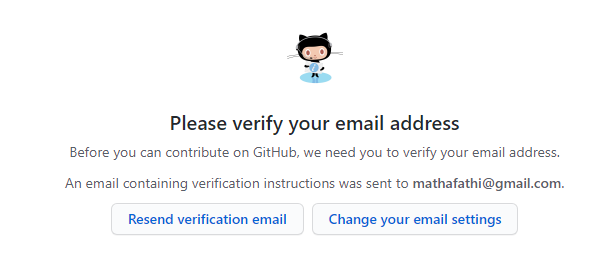 Please verify your email address
Before you can contribute on GitHub, we need you to verify your email address.
An email containing verification instructions was sent to mathafathi@gmail.com.
Resend verification email
Change your email settings